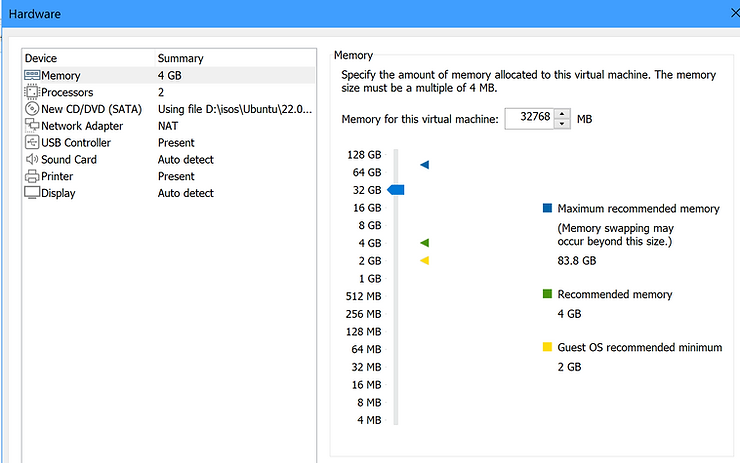 Hardware
Device Summary
Memory 4 GB
Processors 2
New CD/DVD (SATA) Using file D:\isos\Ubuntu\22.0...
Network Adapter NAT
USB Controller Present
Sound Card Auto detect
Printer Present
Display Auto detect
Memory
Specify the amount of memory allocated to this virtual machine. The memory
size must be a multiple of 4 MB.
Memory for this virtual machine: 32768 MB
128 GB
64 GB
32 GB
16 GB
8 GB
4 GB
2 GB
1 GB
512 MB
256 MB
128 MB
64 MB
32 MB
16 MB
8 MB
4 MB
Maximum recommended memory
(Memory swapping may
occur beyond this size.)
83.8 GB
Recommended memory
4 GB
Guest OS recommended minimum
2 GB